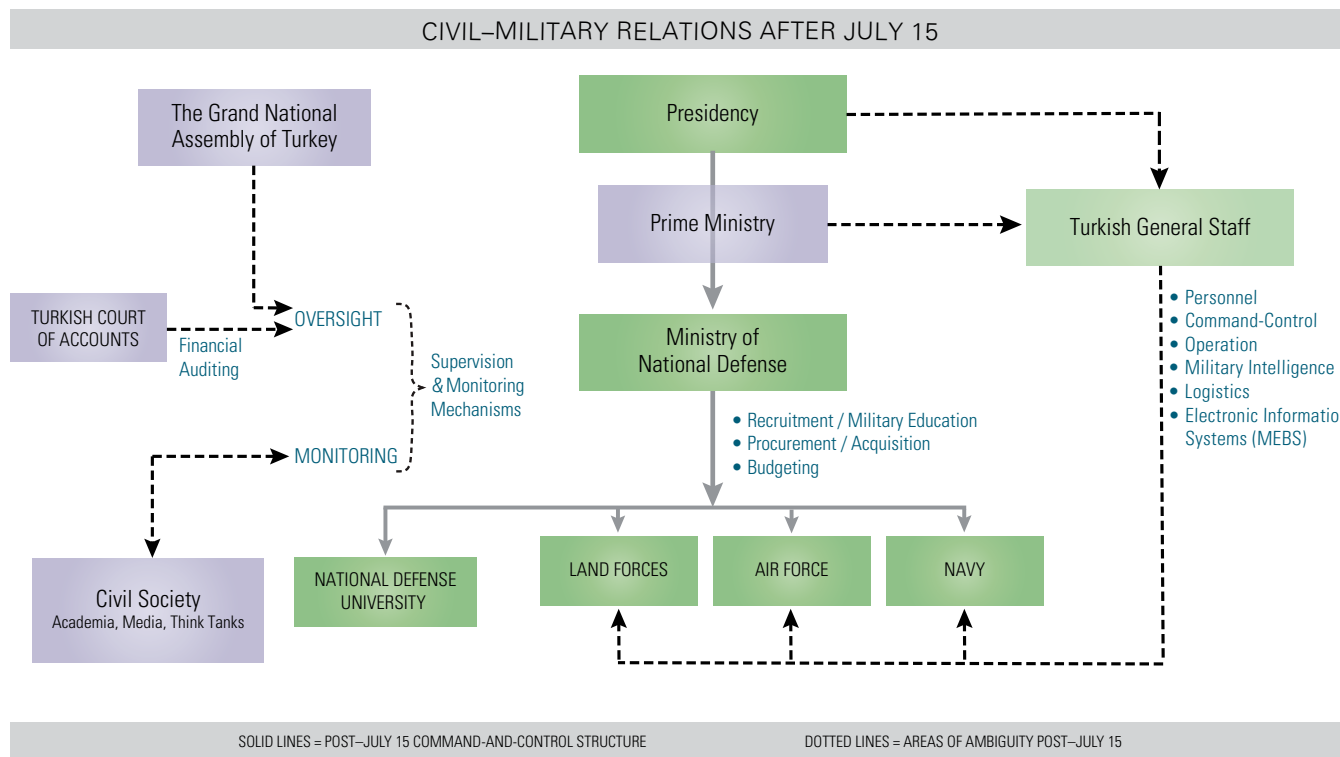 CIVIL–MILITARY RELATIONS AFTER JULY 15
The Grand National
Assembly of Turkey
Presidency
Prime Ministry
Turkish General Staff
TURKISH COURT
OF ACCOUNTS
Financial
Auditing
OVERSIGHT
MONITORING
Supervision
& Monitoring
Mechanisms
Civil Society
Academia, Media, Think Tanks
Ministry of
National Defense
• Recruitment / Military Education
• Procurement / Acquisition
• Budgeting
• Personnel
• Command-Control
• Operation
• Military Intelligence
• Logistics
• Electronic Informatio
Systems (MEBS)
NATIONAL DEFENSE
UNIVERSITY
LAND FORCES
AIR FORCE
NAVY
SOLID LINES = POST–JULY 15 COMMAND-AND-CONTROL STRUCTURE
DOTTED LINES = AREAS OF AMBIGUITY POST–JULY 15